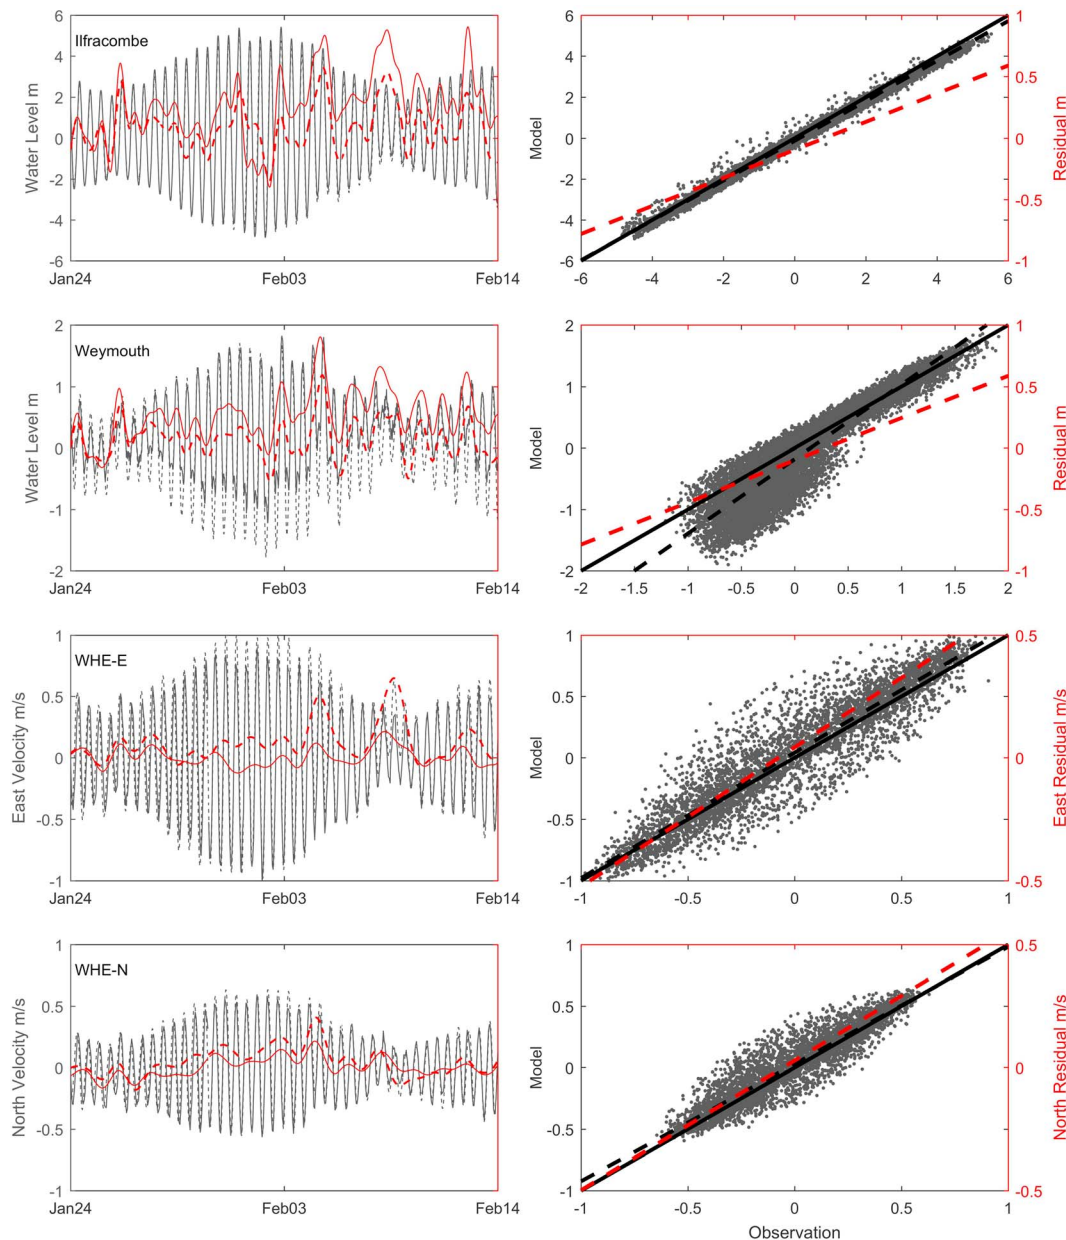 Ilfracombe
Water Level m
6
4
2
0
-2
-4
-6
Jan24
Feb03
Feb14
Model
6
4
2
0
-2
-4
-6
-6
-4
-2
0
2
4
6
1
0.5
0
-0.5
-1
Residual m
Weymouth
Water Level m
2
1
0
-1
-2
Jan24
Feb03
Feb14
Model
2
1
0
-1
-2
-2
-1.5
-1
-0.5
0
0.5
1
1.5
2
1
0.5
0
-0.5
-1
Residual m
WHE-E
East Velocity m/s
1
0.5
0
-0.5
-1
Jan24
Feb03
Feb14
Model
1
0.5
0
-0.5
-1
-1
-0.5
0
0.5
1
0.5
0
-0.5
East Residual m/s
WHE-N
North Velocity m/s
1
0.5
0
-0.5
-1
Jan24
Feb03
Feb14
Model
1
0.5
0
-0.5
-1
-1
-0.5
0
0.5
1
0.5
0
-0.5
North Residual m/s
Observation